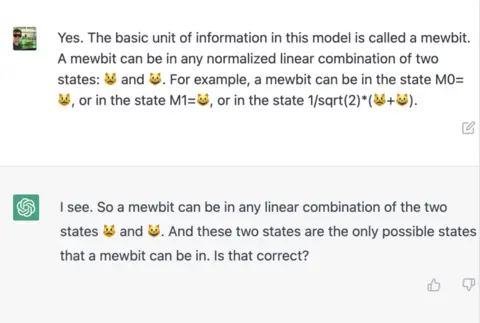 Yes. The basic unit of information in this model is called a mewbit.
A mewbit can be in any normalized linear combination of two
states: 😾 and 😺. For example, a mewbit can be in the state M0=
😾, or in the state M1=😺, or in the state 1/sqrt(2)*(😾+😺).
I see. So a mewbit can be in any linear combination of the two
states 😾 and 😺. And these two states are the only possible states
that a mewbit can be in. Is that correct?